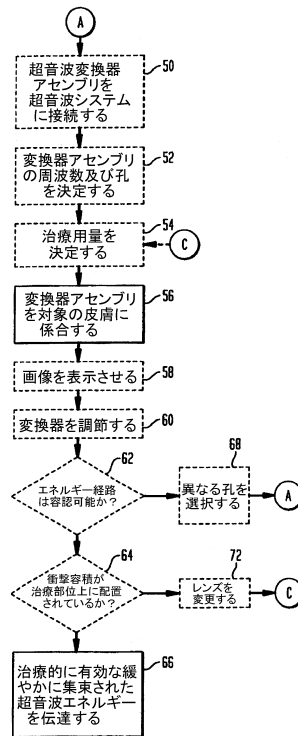 A
超音波変換器
アセンブリを
超音波システム
に接続する
50
変換器アセンブリ
の周波数及び孔
を決定する
52
治療用量を
決定する
54
C
変換器アセンブリ
を対象の皮膚に
係合する
56
画像を表示させる
58
変換器を調節する
60
62
エネルギー経路
は容認可能か?
68
異なる孔を
選択する
A
64
衝撃容積が
治療部位上に配置
されているか?
72
レンズを
変更する
C
治療的に有効な緩
やかに集束された
超音波エネルギー
を伝達する
66